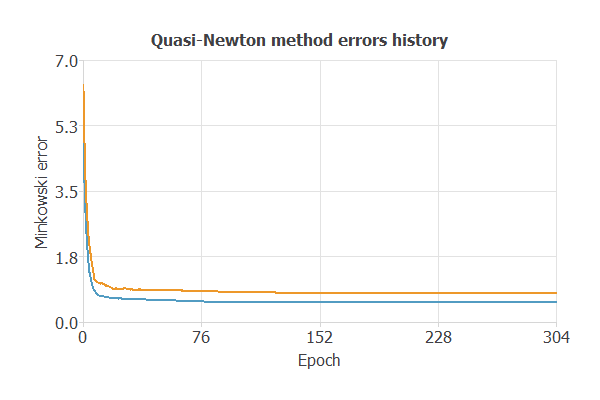 Quasi-Newton method errors history
7.0
5.3
3.5
1.8
0.0
Minkowski error
0 76 152 228 304
Epoch